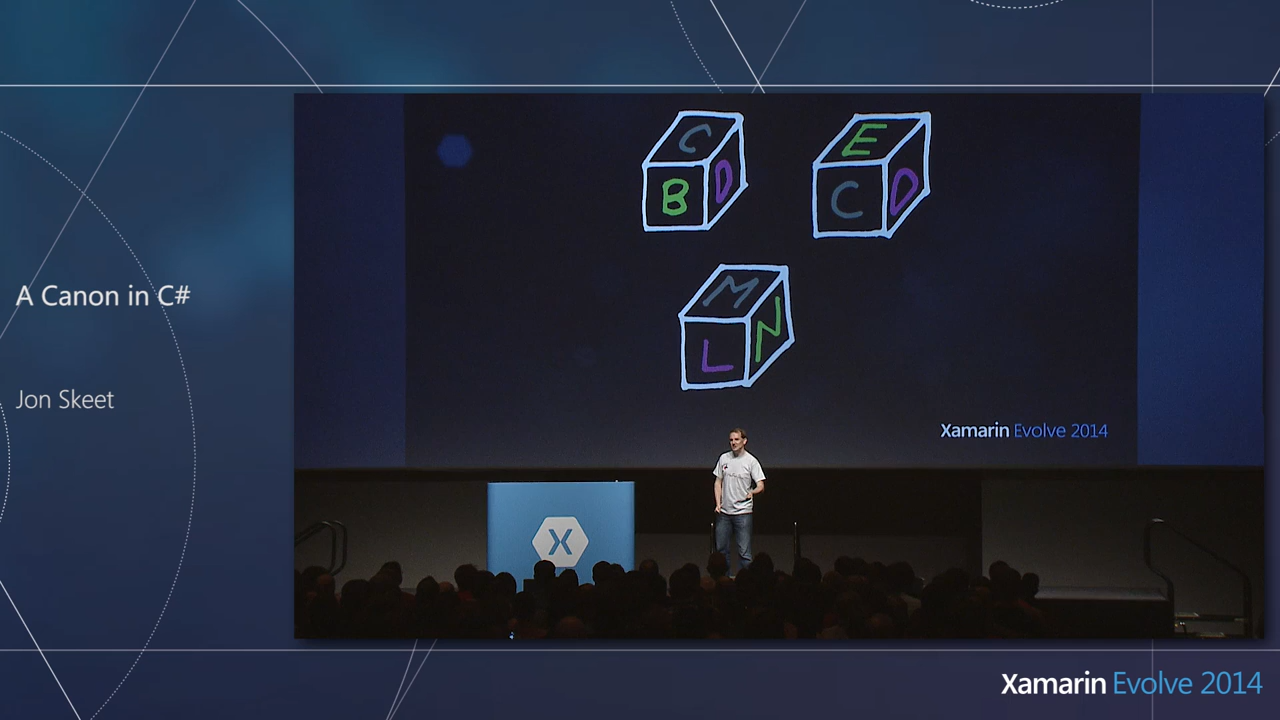 C
B
D
E
C
D
M
L
N
Xamarin Evolve 2014
A Canon in C#
Jon Skeet
X
Xamarin Evolve 2014